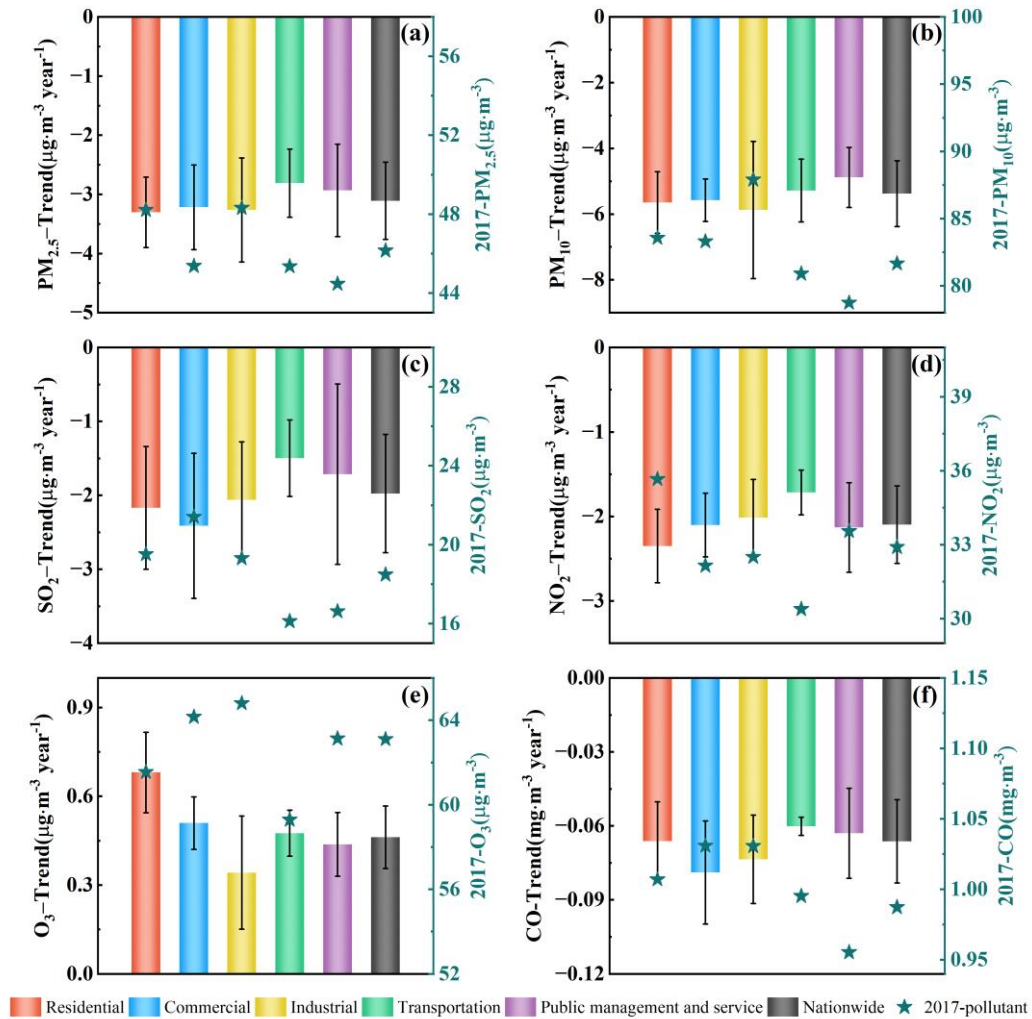 (a)
PM2.5−Trend(μg·m-3 year-1)
0
−1
−2
−3
−4
−5
56
52
48
44
2017-PM2.5(μg·m-3)
(b)
PM10−Trend(μg·m-3 year-1)
0
−2
−4
−6
−8
100
95
90
85
80
2017-PM10(μg·m-3)
(c)
SO2−Trend(μg·m-3 year-1)
0
−1
−2
−3
−4
28
24
20
16
2017-SO2(μg·m-3)
(d)
NO2−Trend(μg·m-3 year-1)
0
−1
−2
−3
39
36
33
30
2017-NO2(μg·m-3)
(e)
O3−Trend(μg·m-3 year-1)
0.9
0.6
0.3
0.0
64
60
56
52
2017-O3(μg·m-3)
(f)
CO-Trend(mg·m-3 year-1)
0.00
−0.03
−0.06
−0.09
−0.12
1.15
1.10
1.05
1.00
0.95
2017-CO(mg·m-3)
Residential Commercial Industrial Transportation Public management and service Nationwide 2017-pollutant